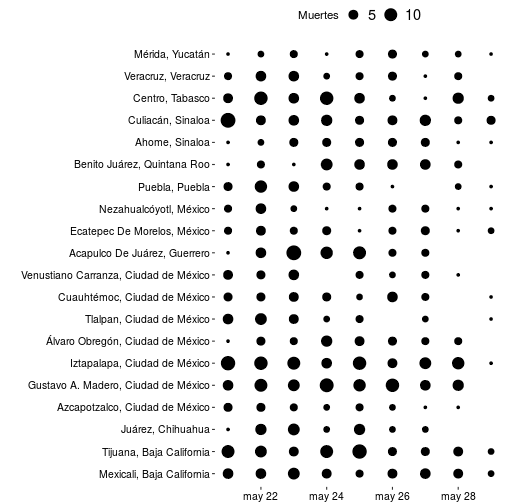 Muertes 5 10
Mérida, Yucatán
Veracruz, Veracruz
Centro, Tabasco
Culiacán, Sinaloa
Ahome, Sinaloa
Benito Juárez, Quintana Roo
Puebla, Puebla
Nezahualcóyotl, México
Ecatepec De Morelos, México
Acapulco De Juárez, Guerrero
Venustiano Carranza, Ciudad de México
Cuauhtémoc, Ciudad de México
Tlalpan, Ciudad de México
Álvaro Obregón, Ciudad de México
Iztapalapa, Ciudad de México
Gustavo A. Madero, Ciudad de México
Azcapotzalco, Ciudad de México
Juárez, Chihuahua
Tijuana, Baja California
Mexicali, Baja California
may 22 may 24 may 26 may 28